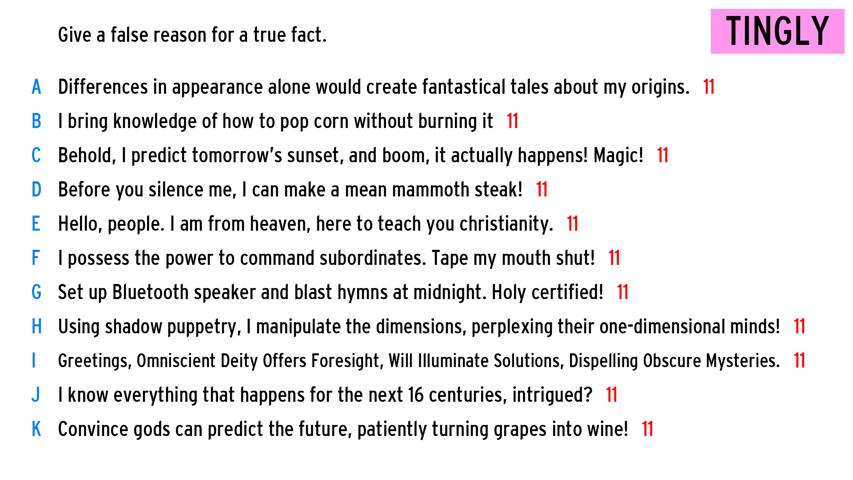 Give a false reason for a true fact.
TINGLY
A Differences in appearance alone would create fantastical tales about my origins. 11
B I bring knowledge of how to pop corn without burning it 11
C Behold, I predict tomorrow's sunset, and boom, it actually happens! Magic! 11
D Before you silence me, I can make a mean mammoth steak! 11
E Hello, people. I am from heaven, here to teach you christianity. 11
F I possess the power to command subordinates. Tape my mouth shut! 11
G Set up Bluetooth speaker and blast hymns at midnight. Holy certified! 11
H Using shadow puppetry, I manipulate the dimensions, perplexing their one-dimensional minds! 11
I Greetings, Omniscient Deity Offers Foresight, Will Illuminate Solutions, Dispelling Obscure Mysteries. 11
J I know everything that happens for the next 16 centuries, intrigued? 11
K Convince gods can predict the future, patiently turning grapes into wine! 11